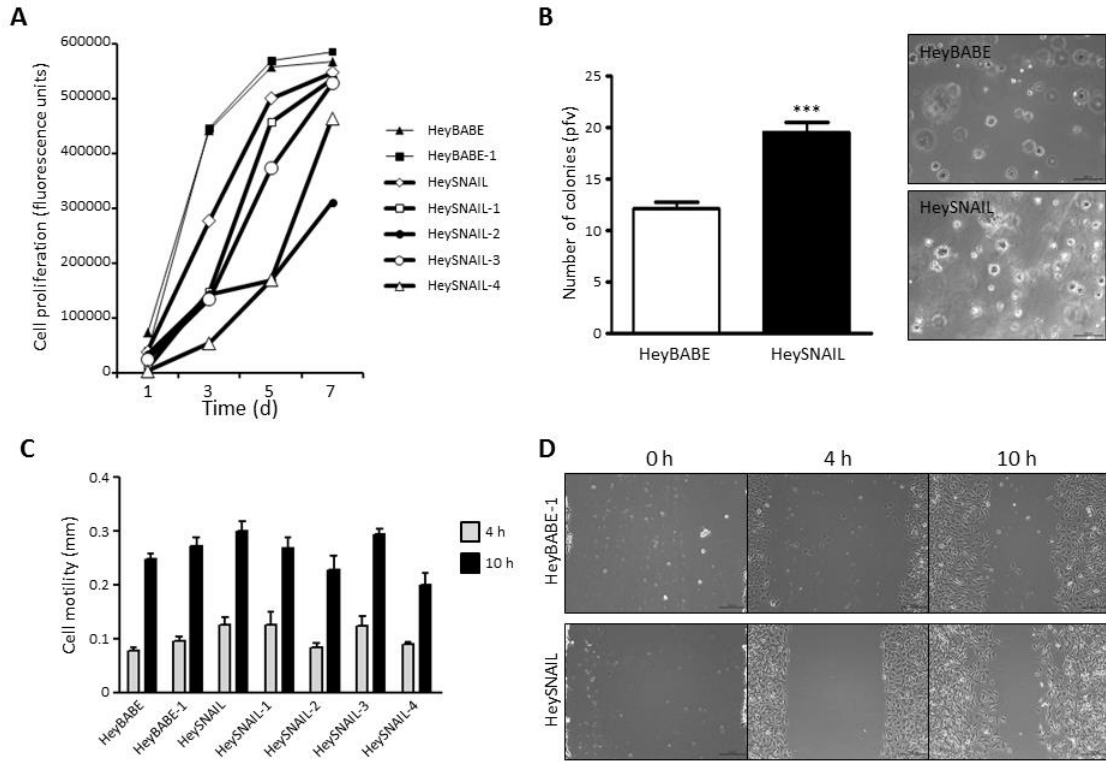 A
600000
500000
400000
300000
200000
100000
0
1 3 5 7
Cell proliferation (fluorescence units)
Time (d)
HeyBABE
HeyBABE-1
HeySNAIL
HeySNAIL-1
HeySNAIL-2
HeySNAIL-3
HeySNAIL-4
B
25
20
15
10
5
0
Number of colonies (pfv)
***
HeyBABE HeySNAIL
HeyBABE
HeySNAIL
C
0.4
0.3
0.2
0.1
0
Cell motility (mm)
4 h
10 h
HeyBABE
HeyBABE-1
HeySNAIL
HeySNAIL-1
HeySNAIL-2
HeySNAIL-3
HeySNAIL-4
D
0 h 4 h 10 h
HeyBABE-1
HeySNAIL